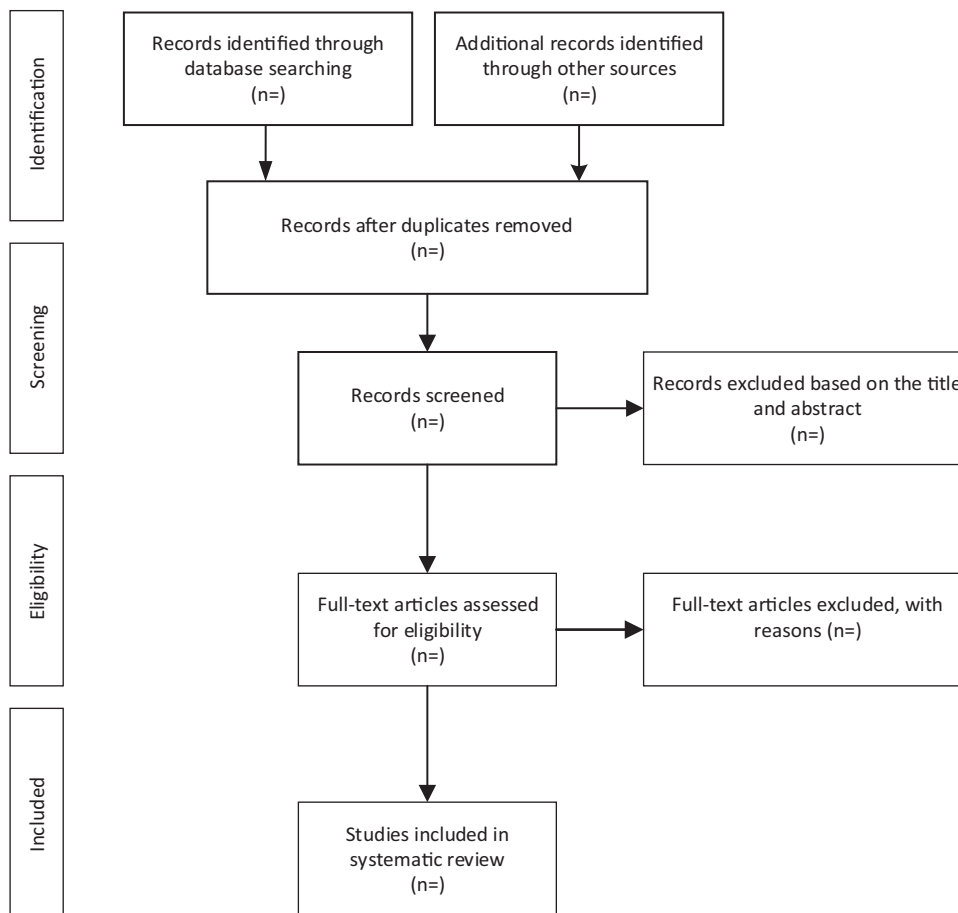 Identification
Records identified through
database searching
(n=)
Additional records identified
through other sources
(n=)
Records after duplicates removed
(n=)
Screening
Records screened
(n=)
Records excluded based on the title
and abstract
(n=)
Eligibility
Full-text articles assessed
for eligibility
(n=)
Full-text articles excluded, with
reasons (n=)
Included
Studies included in
systematic review
(n=)